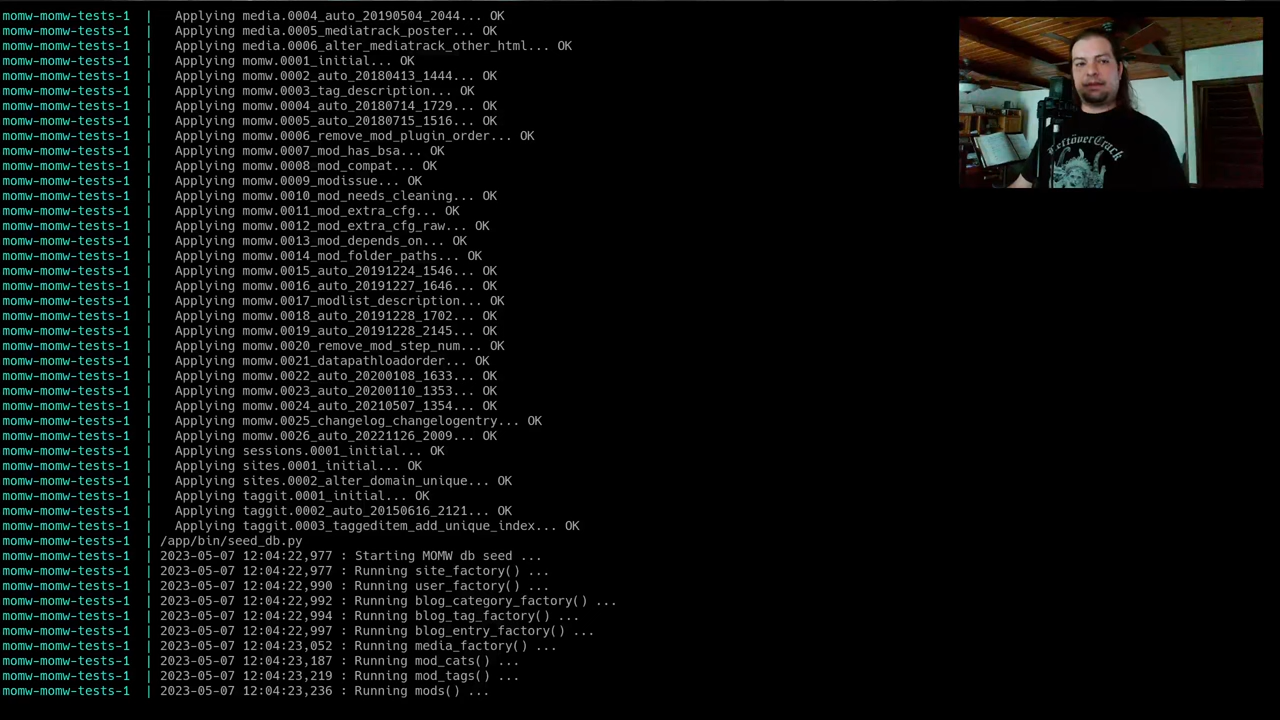 momw-momw-tests-1  |   Applying media.0004_auto_20190504_2044... OK
momw-momw-tests-1  |   Applying media.0005_mediatrack_poster... OK
momw-momw-tests-1  |   Applying media.0006_alter_mediatrack_other_html... OK
momw-momw-tests-1  |   Applying momw.0001_initial... OK
momw-momw-tests-1  |   Applying momw.0002_auto_20180413_1444... OK
momw-momw-tests-1  |   Applying momw.0003_tag_description... OK
momw-momw-tests-1  |   Applying momw.0004_auto_20180714_1729... OK
momw-momw-tests-1  |   Applying momw.0005_auto_20180715_1516... OK
momw-momw-tests-1  |   Applying momw.0006_remove_mod_plugin_order... OK
momw-momw-tests-1  |   Applying momw.0007_mod_has_bsa... OK
momw-momw-tests-1  |   Applying momw.0008_mod_compat... OK
momw-momw-tests-1  |   Applying momw.0009_modissue... OK
momw-momw-tests-1  |   Applying momw.0010_mod_needs_cleaning... OK
momw-momw-tests-1  |   Applying momw.0011_mod_extra_cfg... OK
momw-momw-tests-1  |   Applying momw.0012_mod_extra_cfg_raw... OK
momw-momw-tests-1  |   Applying momw.0013_mod_depends_on... OK
momw-momw-tests-1  |   Applying momw.0014_mod_folder_paths... OK
momw-momw-tests-1  |   Applying momw.0015_auto_20191224_1546... OK
momw-momw-tests-1  |   Applying momw.0016_auto_20191227_1646... OK
momw-momw-tests-1  |   Applying momw.0017_modlist_description... OK
momw-momw-tests-1  |   Applying momw.0018_auto_20191228_1702... OK
momw-momw-tests-1  |   Applying momw.0019_auto_20191228_2145... OK
momw-momw-tests-1  |   Applying momw.0020_remove_mod_step_num... OK
momw-momw-tests-1  |   Applying momw.0021_datapathloadorder... OK
momw-momw-tests-1  |   Applying momw.0022_auto_20200108_1633... OK
momw-momw-tests-1  |   Applying momw.0023_auto_20200110_1353... OK
momw-momw-tests-1  |   Applying momw.0024_auto_20210507_1354... OK
momw-momw-tests-1  |   Applying momw.0025_changelog_changelogentry... OK
momw-momw-tests-1  |   Applying momw.0026_auto_20221126_2009... OK
momw-momw-tests-1  |   Applying sessions.0001_initial... OK
momw-momw-tests-1  |   Applying sites.0001_initial... OK
momw-momw-tests-1  |   Applying sites.0002_alter_domain_unique... OK
momw-momw-tests-1  |   Applying taggit.0001_initial... OK
momw-momw-tests-1  |   Applying taggit.0002_auto_20150616_2121... OK
momw-momw-tests-1  |   Applying taggit.0003_taggeditem_add_unique_index... OK
momw-momw-tests-1  | /app/bin/seed_db.py
momw-momw-tests-1  | 2023-05-07 12:04:22,977 : Starting MOMW db seed ...
momw-momw-tests-1  | 2023-05-07 12:04:22,977 : Running site_factory() ...
momw-momw-tests-1  | 2023-05-07 12:04:22,990 : Running user_factory() ...
momw-momw-tests-1  | 2023-05-07 12:04:22,992 : Running blog_category_factory() ...
momw-momw-tests-1  | 2023-05-07 12:04:22,994 : Running blog_tag_factory() ...
momw-momw-tests-1  | 2023-05-07 12:04:22,997 : Running blog_entry_factory() ...
momw-momw-tests-1  | 2023-05-07 12:04:23,052 : Running media_factory() ...
momw-momw-tests-1  | 2023-05-07 12:04:23,187 : Running mod_cats() ...
momw-momw-tests-1  | 2023-05-07 12:04:23,219 : Running mod_tags() ...
momw-momw-tests-1  | 2023-05-07 12:04:23,236 : Running mods() ...
LeftöverCrack